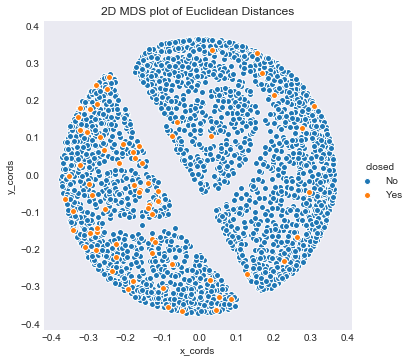 2D MDS plot of Euclidean Distances
0.4
0.3
0.2
0.1
0.0
−0.1
−0.2
−0.3
−0.4
y_cords
−0.4 −0.3 −0.2 −0.1 0.0 0.1 0.2 0.3 0.4
x_cords
closed
No
Yes